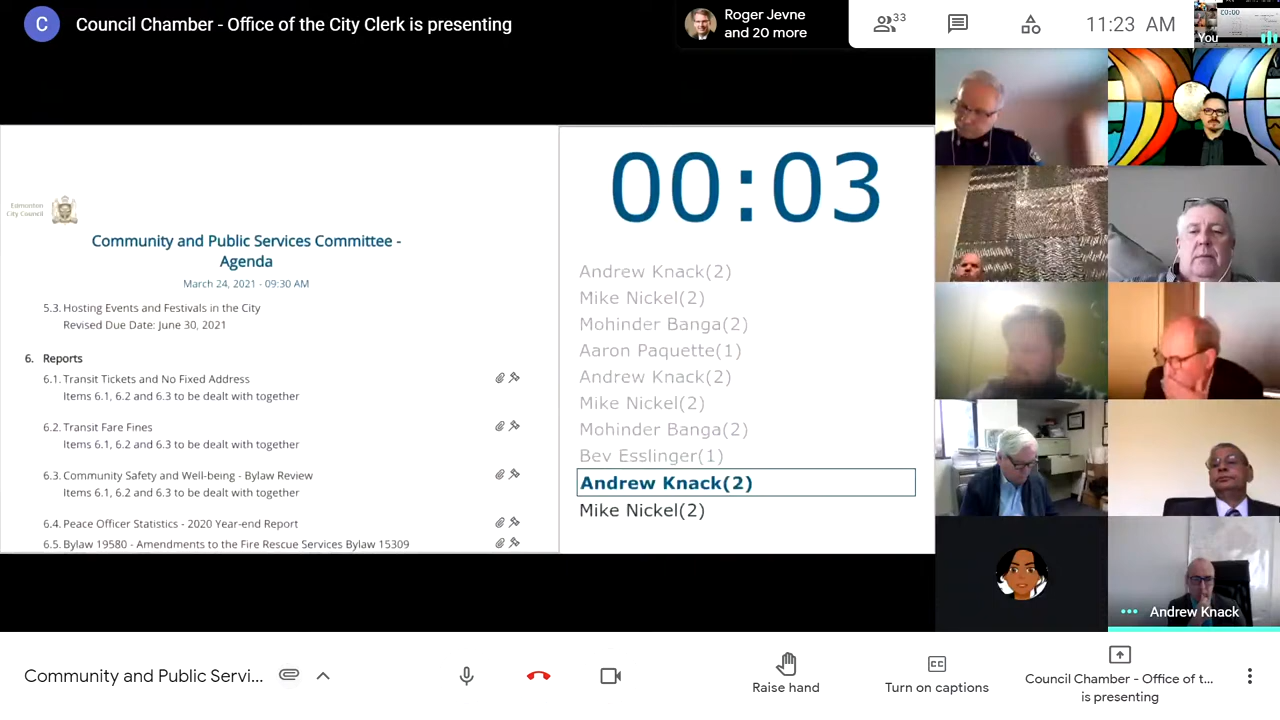 C
Council Chamber - Office of the City Clerk is presenting
Roger Jevne
and 20 more
33
11:23 AM
You
Edmonton
City Council
Community and Public Services Committee -
Agenda
March 24, 2021 - 09:30 AM
5.3. Hosting Events and Festivals in the City
Revised Due Date: June 30, 2021
6. Reports
6.1. Transit Tickets and No Fixed Address
Items 6.1, 6.2 and 6.3 to be dealt with together
6.2. Transit Fare Fines
Items 6.1, 6.2 and 6.3 to be dealt with together
6.3. Community Safety and Well-being - Bylaw Review
Items 6.1, 6.2 and 6.3 to be dealt with together
6.4. Peace Officer Statistics - 2020 Year-end Report
6.5. Bylaw 19580 - Amendments to the Fire Rescue Services Bylaw 15309
00:03
Andrew Knack(2)
Mike Nickel(2)
Mohinder Banga(2)
Aaron Paquette(1)
Andrew Knack(2)
Mike Nickel(2)
Mohinder Banga(2)
Bev Esslinger(1)
Andrew Knack(2)
Mike Nickel(2)
Andrew Knack
Community and Public Servi...
Raise hand
CC
Turn on captions
Council Chamber - Office of t...
is presenting